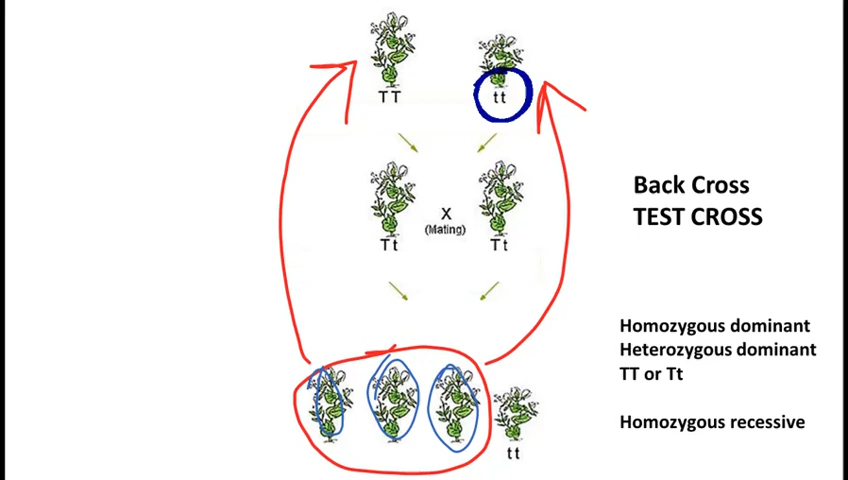 TT
tt
X
(Mating)
Tt
Tt
Back Cross
TEST CROSS
Homozygous dominant
Heterozygous dominant
TT or Tt
Homozygous recessive
tt